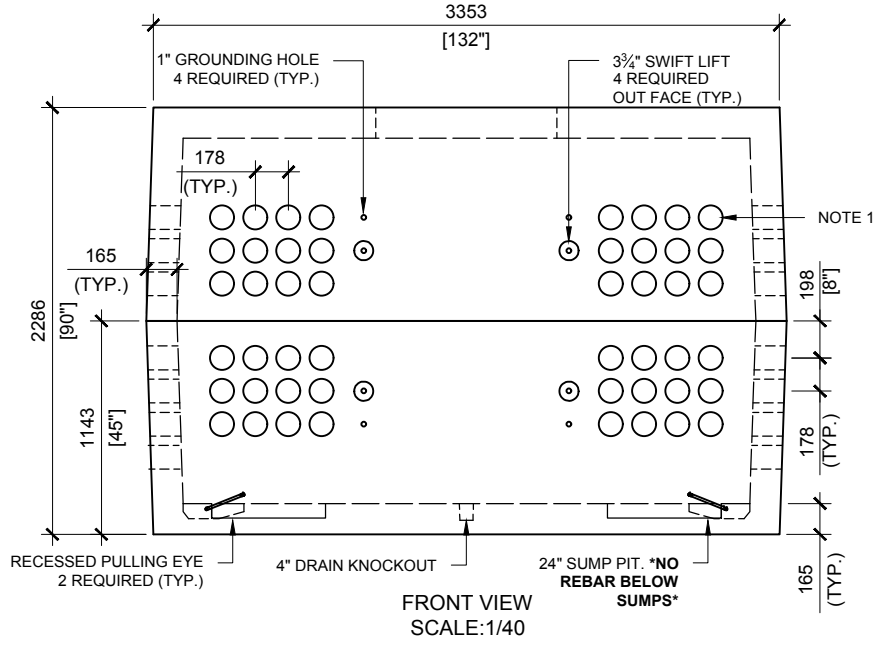 3353
[132"]
1" GROUNDING HOLE
4 REQUIRED (TYP.)
3¾" SWIFT LIFT
4 REQUIRED
OUT FACE (TYP.)
178
(TYP.)
NOTE 1
165
(TYP.)
198
[8"]
2286
[90"]
1143
[45"]
178
(TYP.)
RECESSED PULLING EYE
2 REQUIRED (TYP.)
4" DRAIN KNOCKOUT
24" SUMP PIT. *NO
REBAR BELOW
SUMPS*
165
(TYP.)
FRONT VIEW
SCALE:1/40